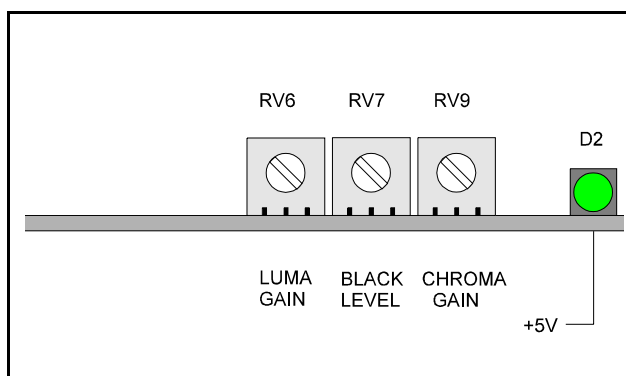 RV6 RV7 RV9
D2
LUMA GAIN
BLACK LEVEL
CHROMA GAIN
+5V